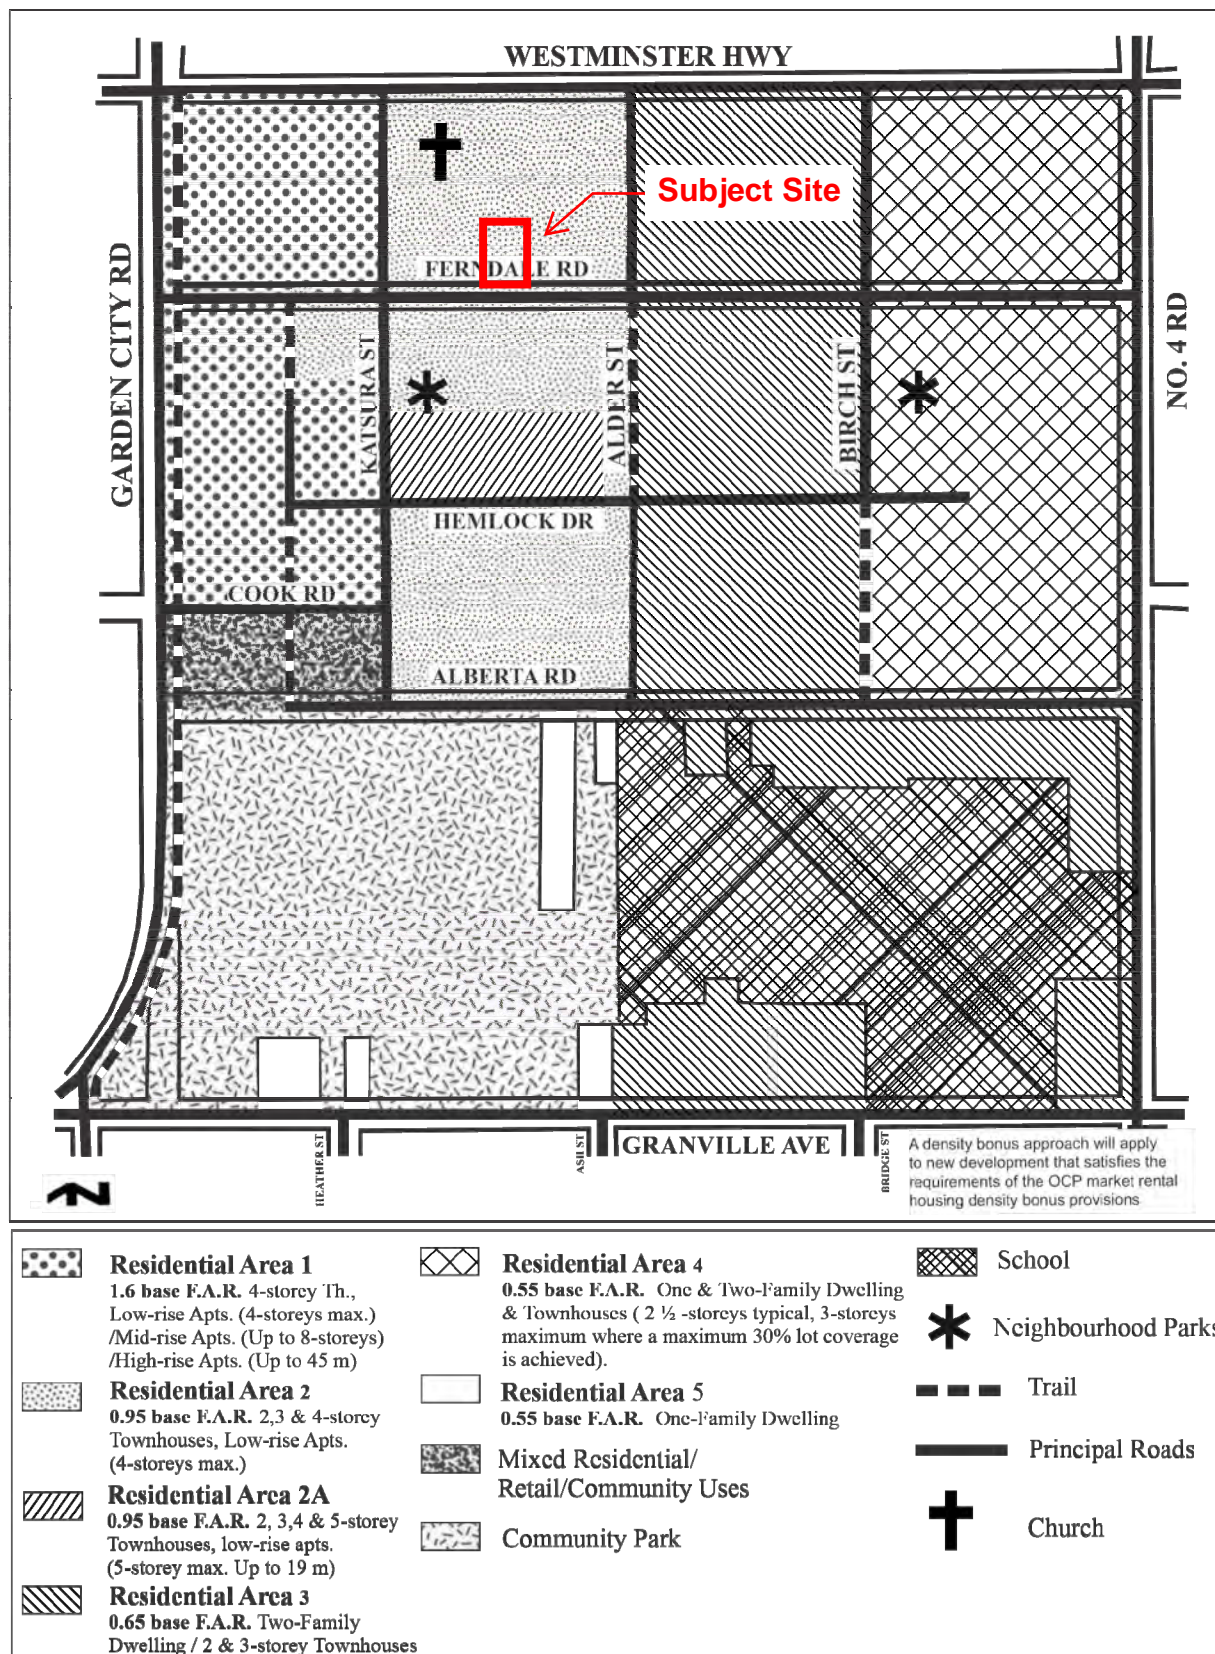 WESTMINSTER HWY
Subject Site
FERNDALE RD
GARDEN CITY RD
KATSURA ST
ALDER ST
BIRCH ST
NO. 4 RD
HEMLOCK DR
COOK RD
ALBERTA RD
HEATHER ST
ASH ST
GRANVILLE AVE
BRIDGE ST
A density bonus approach will apply
to new development that satisfies the
requirements of the OCP market rental
housing density bonus provisions
Residential Area 1
1.6 base F.A.R. 4-storey Th.,
Low-rise Apts. (4-storeys max.)
/Mid-rise Apts. (Up to 8-storeys)
/High-rise Apts. (Up to 45 m)
Residential Area 2
0.95 base F.A.R. 2,3 & 4-storey
Townhouses, Low-rise Apts.
(4-storeys max.)
Residential Area 2A
0.95 base F.A.R. 2, 3,4 & 5-storey
Townhouses, low-rise apts.
(5-storey max. Up to 19 m)
Residential Area 3
0.65 base F.A.R. Two-Family
Dwelling / 2 & 3-storey Townhouses
Residential Area 4
0.55 base F.A.R. One & Two-Family Dwelling
& Townhouses ( 2 ½ -storeys typical, 3-storeys
maximum where a maximum 30% lot coverage
is achieved).
Residential Area 5
0.55 base F.A.R. One-Family Dwelling
Mixed Residential/
Retail/Community Uses
Community Park
School
Neighbourhood Parks
Trail
Principal Roads
Church